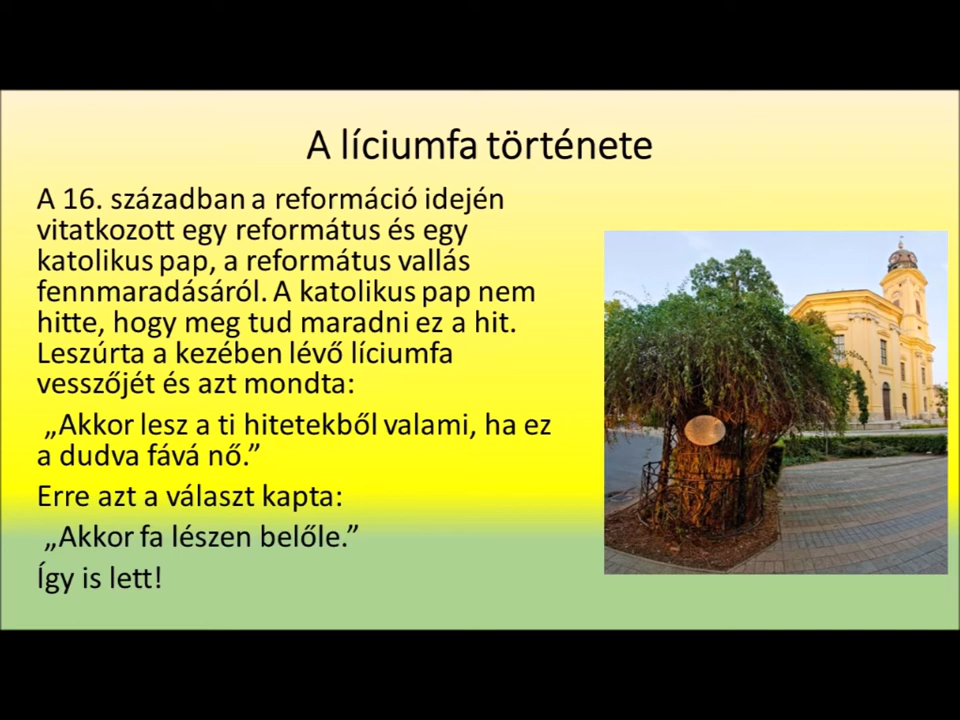 A líciumfa története
A 16. században a reformáció idején
vitatkozott egy református és egy
katolikus pap, a református vallás
fennmaradásáról. A katolikus pap nem
hitte, hogy meg tud maradni ez a hit.
Leszúrta a kezében lévő líciumfa
vesszőjét és azt mondta:
„Akkor lesz a ti hitetekből valami, ha ez
a dudva fává nő.”
Erre azt a választ kapta:
„Akkor fa lészen belőle.”
Így is lett!